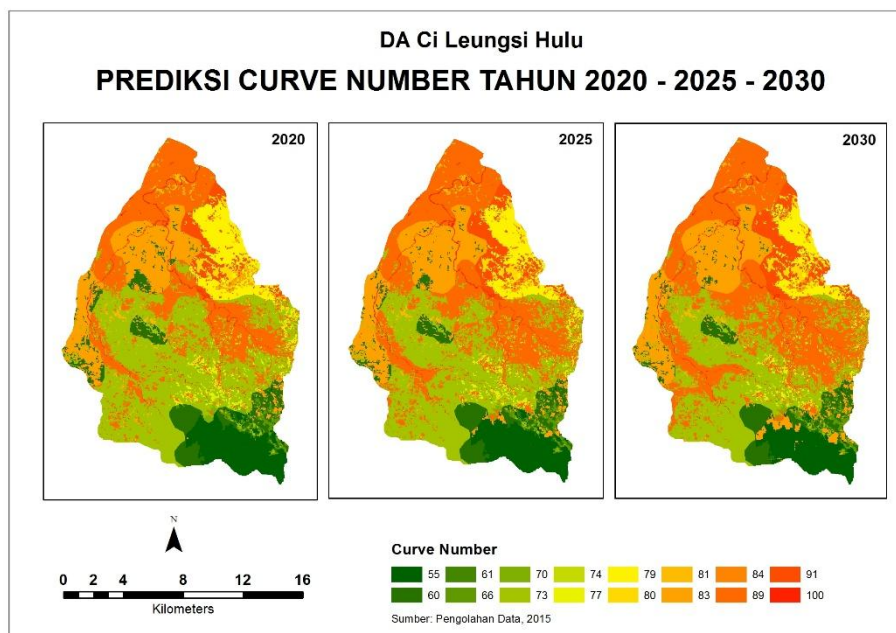 DA Ci Leungsi Hulu
PREDIKSI CURVE NUMBER TAHUN 2020 - 2025 - 2030
2020
2025
2030
N
0 1 2 4 8 12 16
Kilometers
Curve Number
55 61 70 74 79 81 84 91
60 66 73 77 80 83 89 100
Sumber: Pengolahan Data, 2015